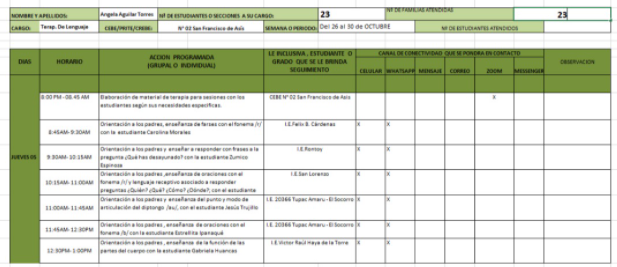 NOMBRE Y APELLIDOS: Angela Aguilar Torres Nº DE ESTUDIANTES O SECCIONES A SU CARGO: 23 Nº DE FAMILIAS ATENDIDAS 23
CARGO: Terap. De Lenguaje CEBE/PRITE/CREBE: N° 02 San Francisco de Asis SEMANA O PERIODO: Del 26 al 30 de OCTUBRE Nº DE ESTUDIANTES ATENDIDOS
DIAS HORARIO ACCION PROGRAMADA (GRUPAL O INDIVIDUAL) I.E INCLUSIVA , ESTUDIANTE O GRADO QUE SE LE BRINDA SEGUIMIENTO CANAL DE CONECTIVIDAD QUE SE PONDRA EN CONTACTO OBSERVACION
CELULAR WHATSAPP MENSAJE CORREO ZOOM MESSENGER
8:00 PM - 08.45 AM Elaboración de material de terapia para sesiones con los estudiantes según sus necesidades específicas. CEBE N° 02 San Francisco de Asis X
8:45AM- 9:30AM Orientación a los padres, enseñanza de frases con el fonema /r/ con la estudiante Carolina Morales I.E.Felix B. Cárdenas X X
JUEVES 05 9:30AM- 10:15AM Orientación a los padres y enseñar a responder con frases a la pregunta ¿Qué has desayunado? con la estudiante Zumico Espinoza I.E.Fontoy X X
10:15AM- 11:00AM Orientación a los padres ,enseñanza de oraciones con el fonema /r/ y lenguaje receptivo asociado a responder preguntas ¿Quién? ¿Qué? ¿Cómo? ¿Dónde?, con el estudiante I.E.San Lorenzo X X
11:00AM- 11:45AM Orientación a los padres y enseñanza del punto y modo de articulación del diptongo /au/, con el estudiante Jesús Trujillo I.E. 20366 Tupac Amaru - El Socorro X X
11:45AM- 12:30PM Orientación a los padres , enseñanza de oraciones con el fonema /b/ con la estudiante Estrellita Ipanaqué I.E. 20366 Tupac Amaru - El Socorro X X
12:30PM- 1:00PM Orientación a los padres , enseñanza de la función de las partes del cuerpo con la estudiante Gabriela Huancas I.E Victor Raúl Haya de la Torre X X